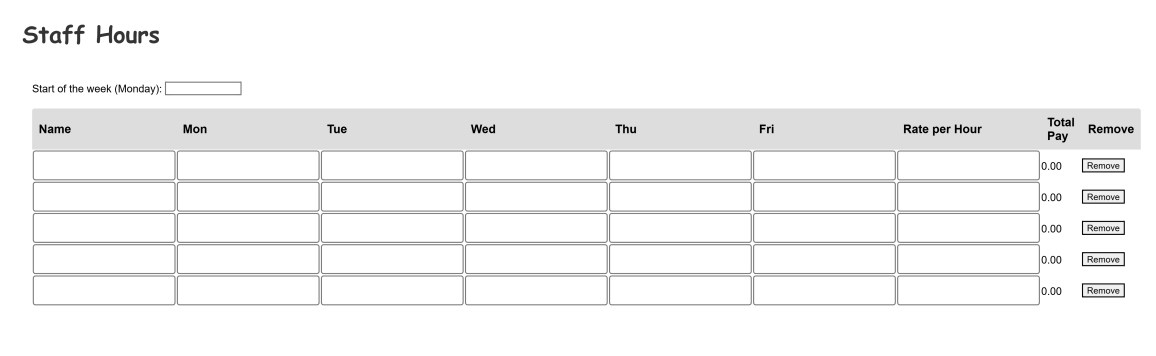 Staff Hours
Start of the week (Monday):
Name Mon Tue Wed Thu Fri Rate per Hour Total Pay Remove
0.00 Remove
0.00 Remove
0.00 Remove
0.00 Remove
0.00 Remove